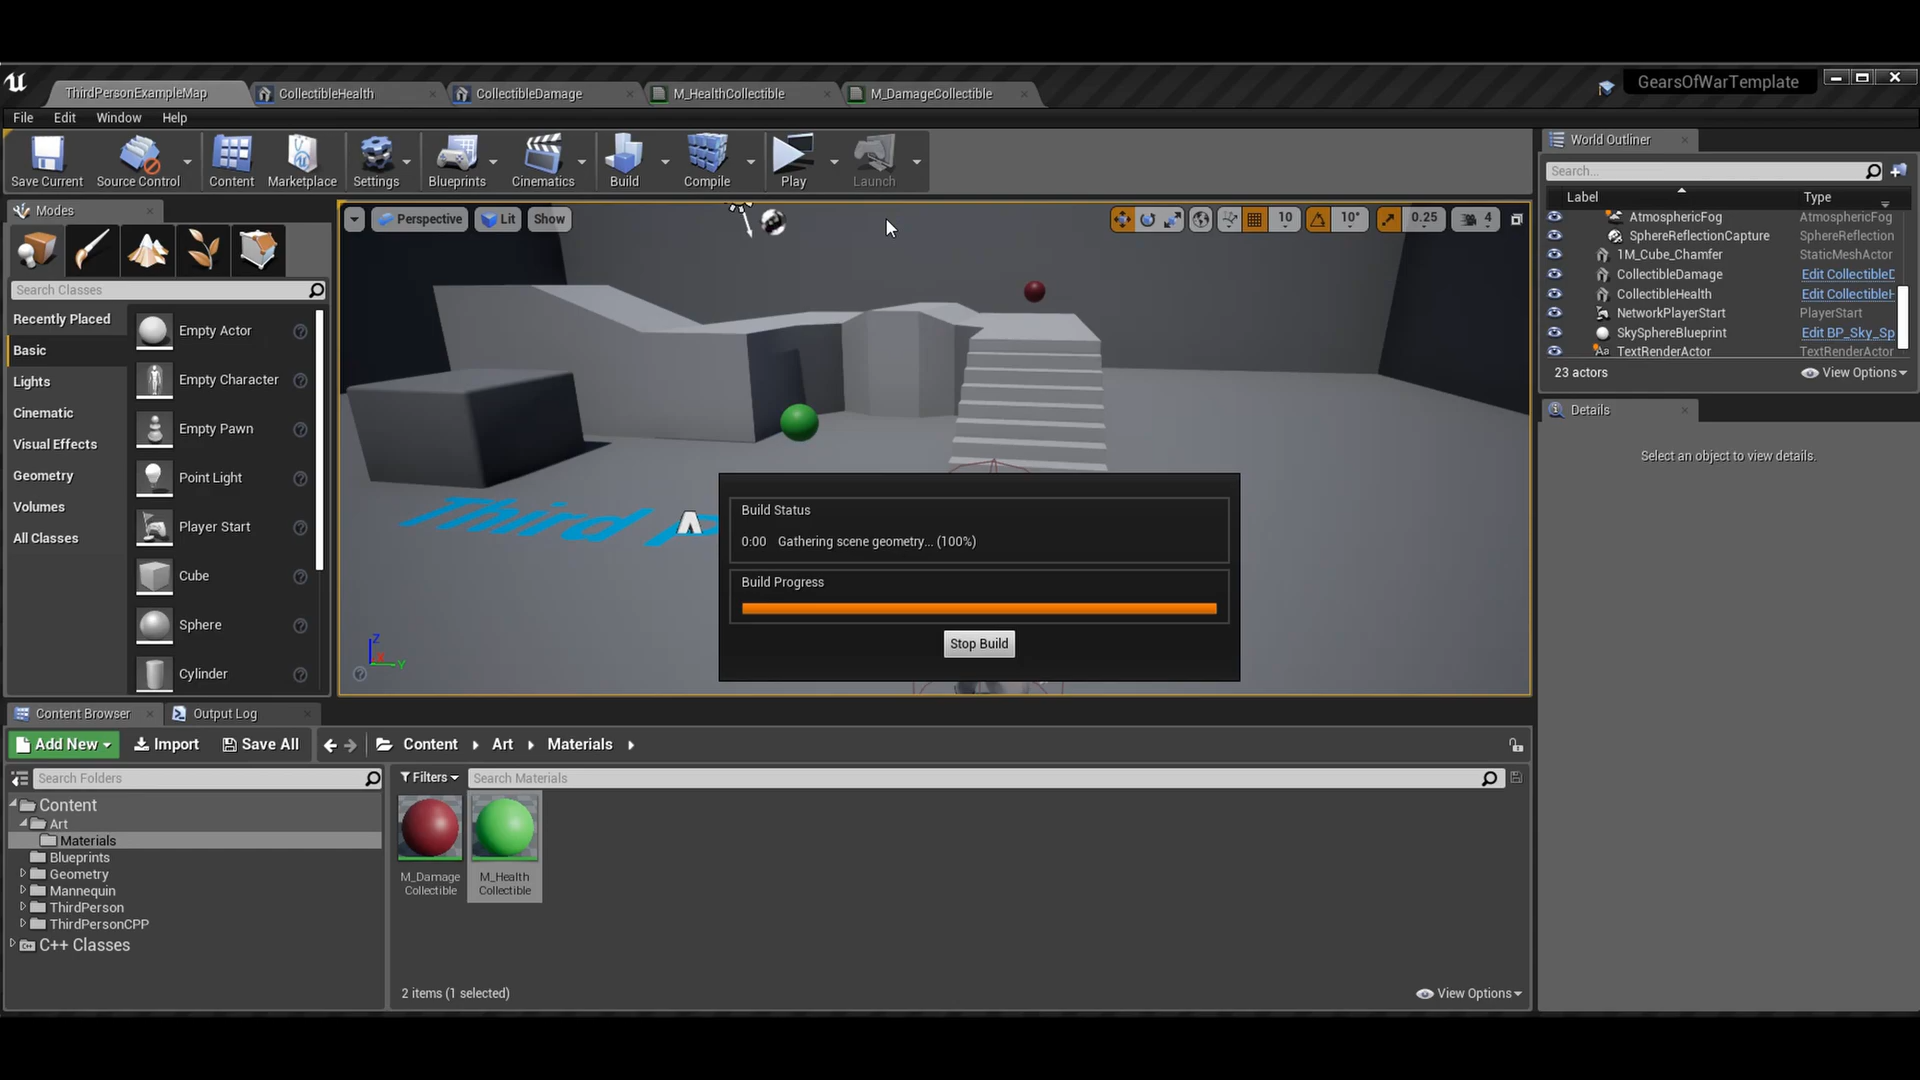 ThirdPersonExampleMap
CollectibleHealth
CollectibleDamage
M_HealthCollectible
M_DamageCollectible
GearsOfWarTemplate
File Edit Window Help
Save Current
Source Control
Content
Marketplace
Settings
Blueprints
Cinematics
Build
Compile
Play
Launch
Modes
Search Classes
Recently Placed
Basic
Lights
Cinematic
Visual Effects
Geometry
Volumes
All Classes
Empty Actor
Empty Character
Empty Pawn
Point Light
Player Start
Cube
Sphere
Cylinder
Perspective
Lit
Show
10
10°
0.25
4
Third P
Z
Y
Build Status
0:00 Gathering scene geometry... (100%)
Build Progress
Stop Build
World Outliner
Search...
Label Type
AtmosphericFog AtmosphericFog
SphereReflectionCapture SphereReflection
1M_Cube_Chamfer StaticMeshActor
CollectibleDamage Edit CollectibleD
CollectibleHealth Edit CollectibleH
NetworkPlayerStart PlayerStart
SkySphereBlueprint Edit BP_Sky_Sp
TextRenderActor TextRenderActor
23 actors
View Options
Details
Select an object to view details.
Content Browser
Output Log
Add New
Import
Save All
Content
Art
Materials
Search Folders
Content
Art
Materials
Blueprints
Geometry
Mannequin
ThirdPerson
ThirdPersonCPP
C++ Classes
Filters
Search Materials
M_Damage
Collectible
M_Health
Collectible
2 items (1 selected)
View Options